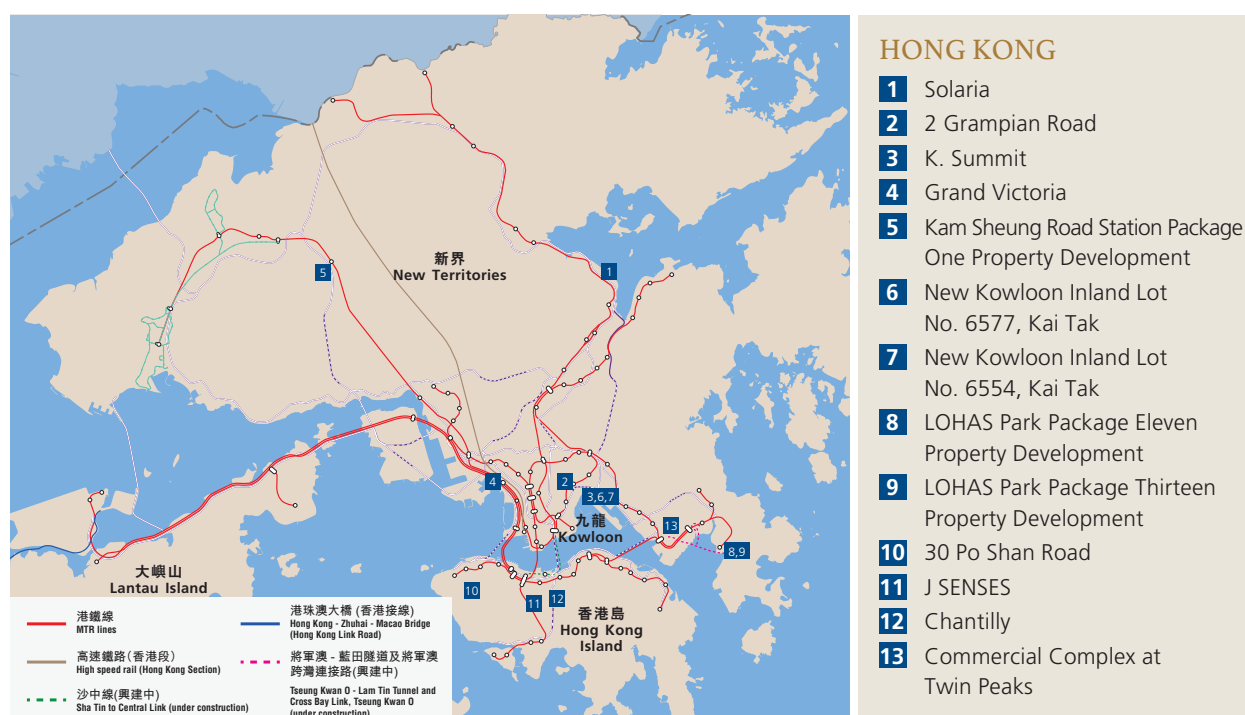 新界
New Territories
5
1
4
2
3,6,7
九龍
Kowloon
13
8,9
大嶼山
Lantau Island
10
11
12
香港島
Hong Kong
Island
港鐵線
MTR lines
高速鐵路(香港段)
High speed rail (Hong Kong Section)
沙中線(興建中)
Sha Tin to Central Link (under construction)
港珠澳大橋 (香港接線)
Hong Kong - Zhuhai - Macao Bridge
(Hong Kong Link Road)
將軍澳 - 藍田隧道及將軍澳
跨灣連接路(興建中)
Tseung Kwan O - Lam Tin Tunnel and
Cross Bay Link, Tseung Kwan O
(under construction)
HONG KONG
1 Solaria
2 2 Grampian Road
3 K. Summit
4 Grand Victoria
5 Kam Sheung Road Station Package
One Property Development
6 New Kowloon Inland Lot
No. 6577, Kai Tak
7 New Kowloon Inland Lot
No. 6554, Kai Tak
8 LOHAS Park Package Eleven
Property Development
9 LOHAS Park Package Thirteen
Property Development
10 30 Po Shan Road
11 J SENSES
12 Chantilly
13 Commercial Complex at
Twin Peaks